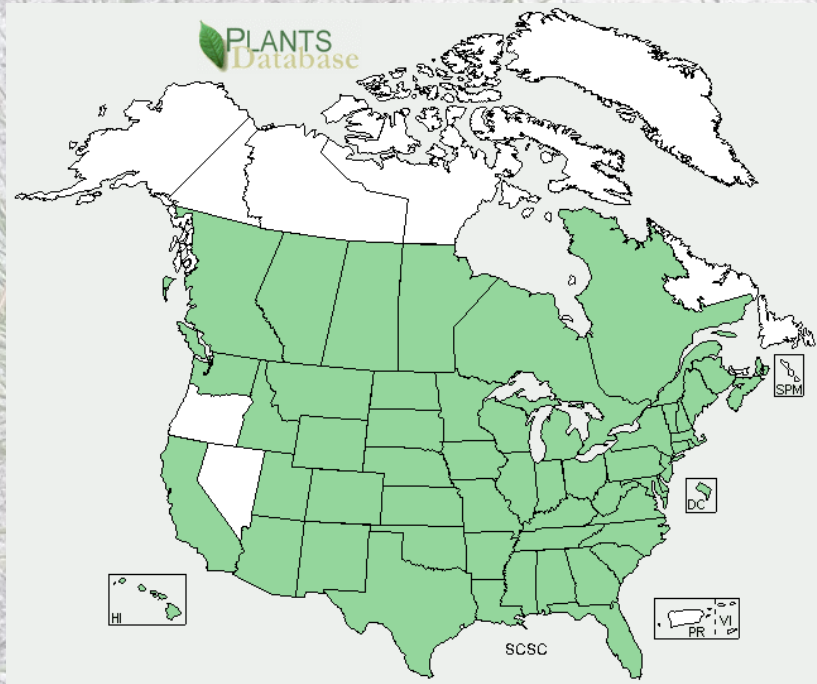 PLANTS
Database
SPM
DC
HI
PR
VI
SCSC